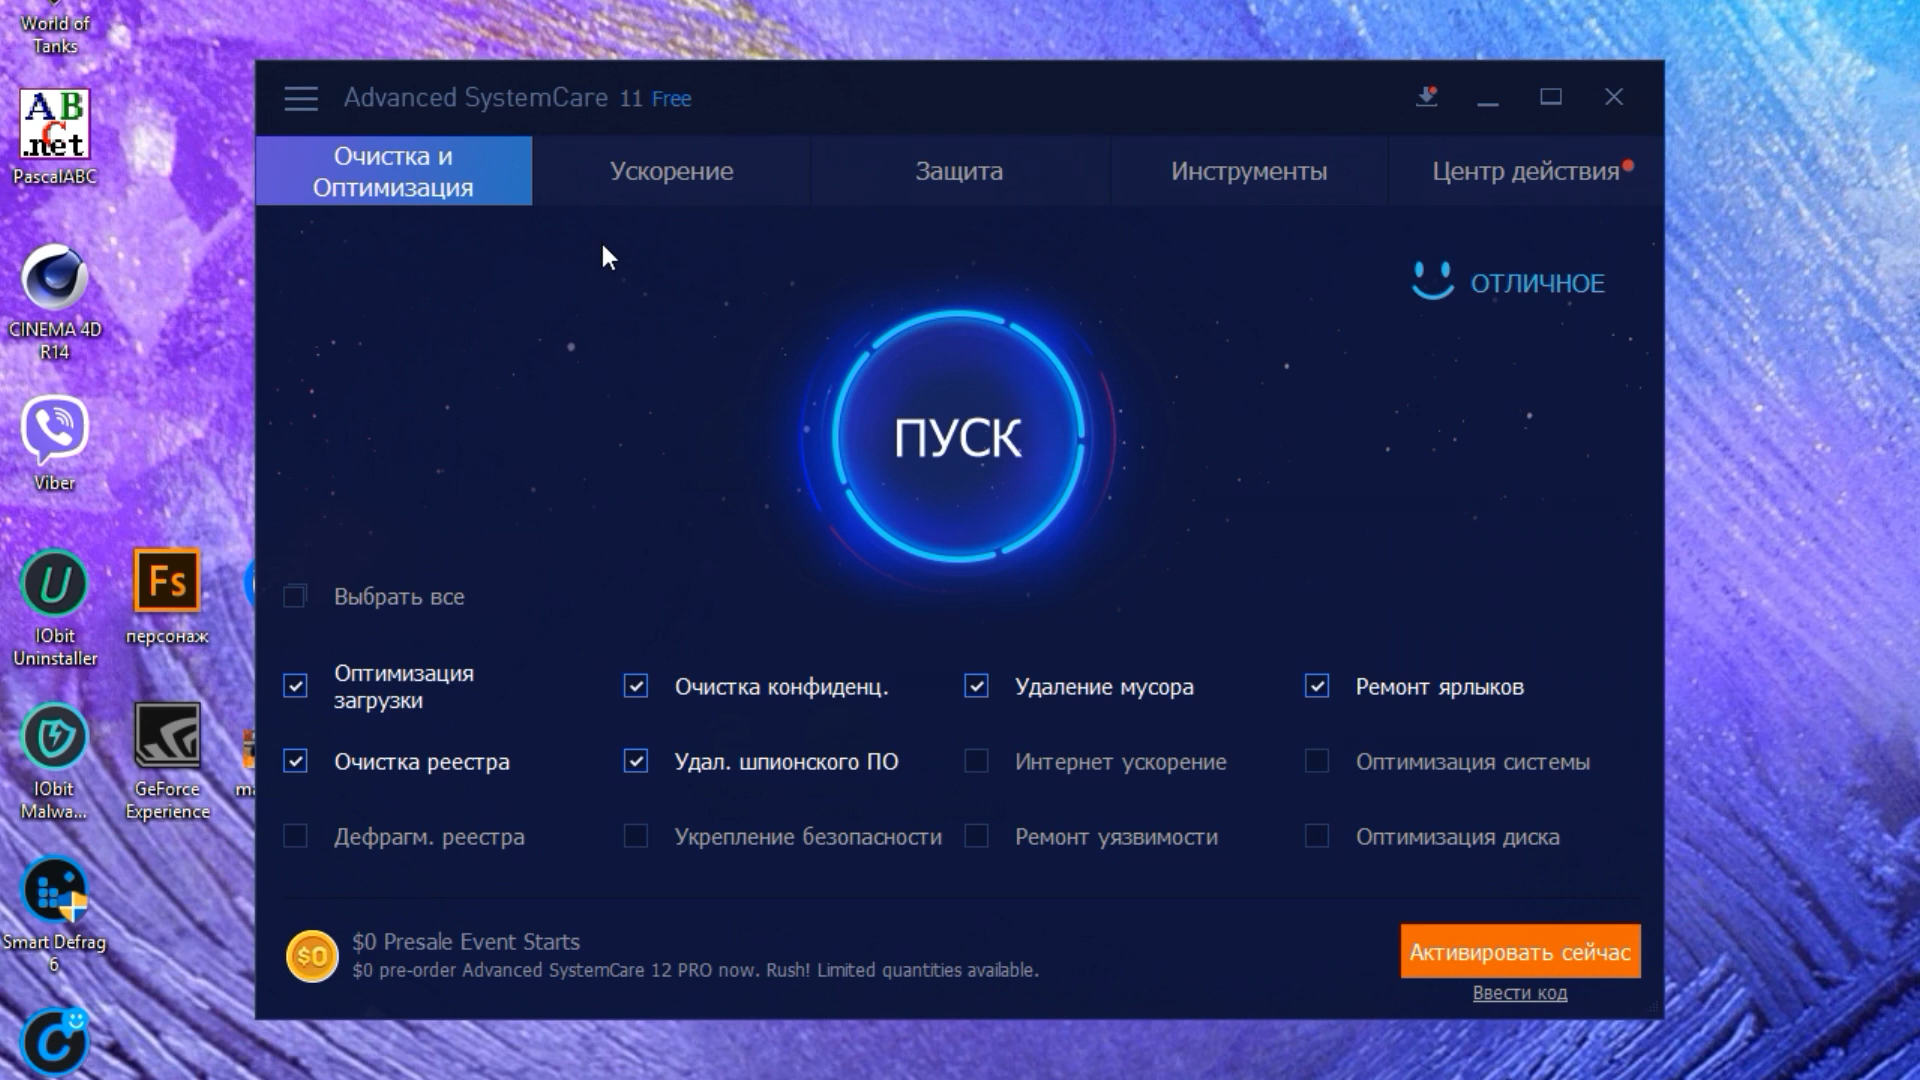 World of
Tanks
ABC
.net
PascalABC
CINEMA 4D
R14
Viber
IObit
Uninstaller
Fs
персонаж
IObit
Malwa...
GeForce
Experience
Smart Defrag
6
Advanced SystemCare 11 Free
Очистка и
Оптимизация
Ускорение
Защита
Инструменты
Центр действия
ОТЛИЧНОЕ
ПУСК
Выбрать все
Оптимизация
загрузки
Очистка конфиденц.
Удаление мусора
Ремонт ярлыков
Очистка реестра
Удал. шпионского ПО
Интернет ускорение
Оптимизация системы
Дефрагм. реестра
Укрепление безопасности
Ремонт уязвимости
Оптимизация диска
$0
$0 Presale Event Starts
$0 pre-order Advanced SystemCare 12 PRO now. Rush! Limited quantities available.
Активировать сейчас
Ввести код